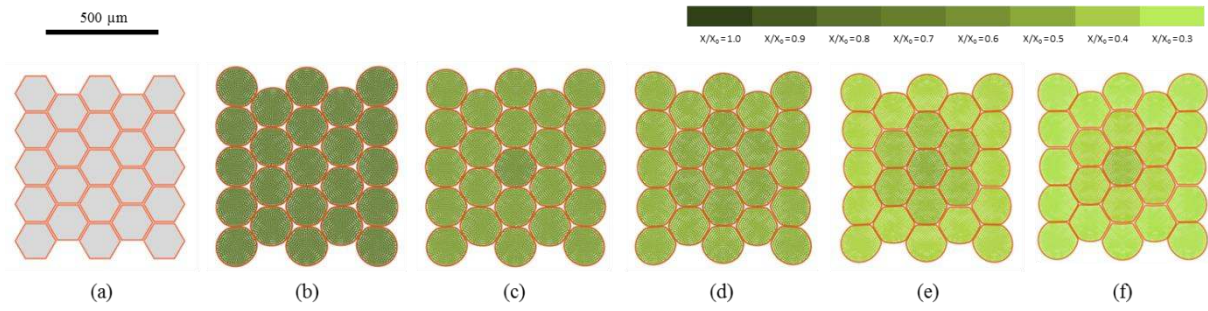 500 µm
X/X₀ = 1.0 X/X₀ = 0.9 X/X₀ = 0.8 X/X₀ = 0.7 X/X₀ = 0.6 X/X₀ = 0.5 X/X₀ = 0.4 X/X₀ = 0.3
(a) (b) (c) (d) (e) (f)